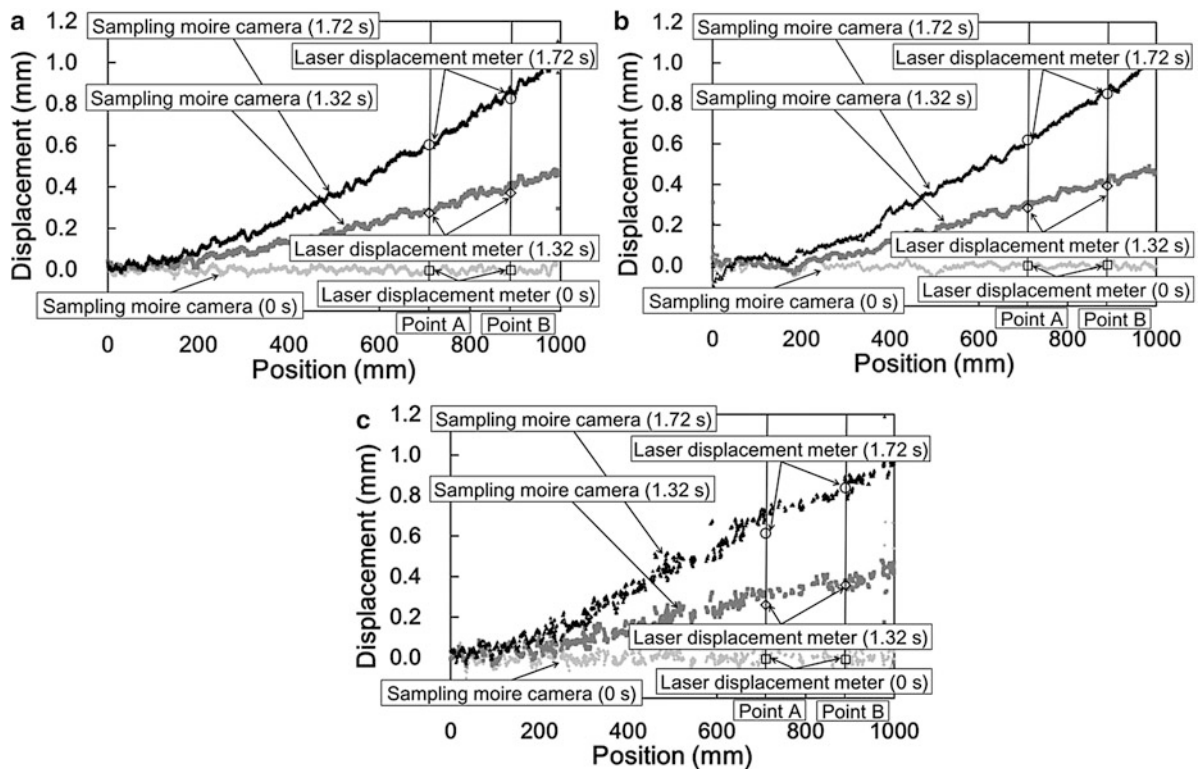 a
Displacement (mm)
1.2
1.0
0.8
0.6
0.4
0.2
0.0
Sampling moire camera (1.72 s)
Laser displacement meter (1.72 s)
Sampling moire camera (1.32 s)
Laser displacement meter (1.32 s)
Sampling moire camera (0 s)
Laser displacement meter (0 s)
Point A
Point B
0
200
400
600
800
1000
Position (mm)
b
Displacement (mm)
1.2
1.0
0.8
0.6
0.4
0.2
0.0
Sampling moire camera (1.72 s)
Laser displacement meter (1.72 s)
Sampling moire camera (1.32 s)
Laser displacement meter (1.32 s)
Sampling moire camera (0 s)
Laser displacement meter (0 s)
Point A
Point B
0
200
400
600
800
1000
Position (mm)
c
Displacement (mm)
1.2
1.0
0.8
0.6
0.4
0.2
0.0
Sampling moire camera (1.72 s)
Laser displacement meter (1.72 s)
Sampling moire camera (1.32 s)
Laser displacement meter (1.32 s)
Laser displacement meter (0 s)
Sampling moire camera (0 s)
Point A
Point B
0
200
400
600
800
1000
Position (mm)